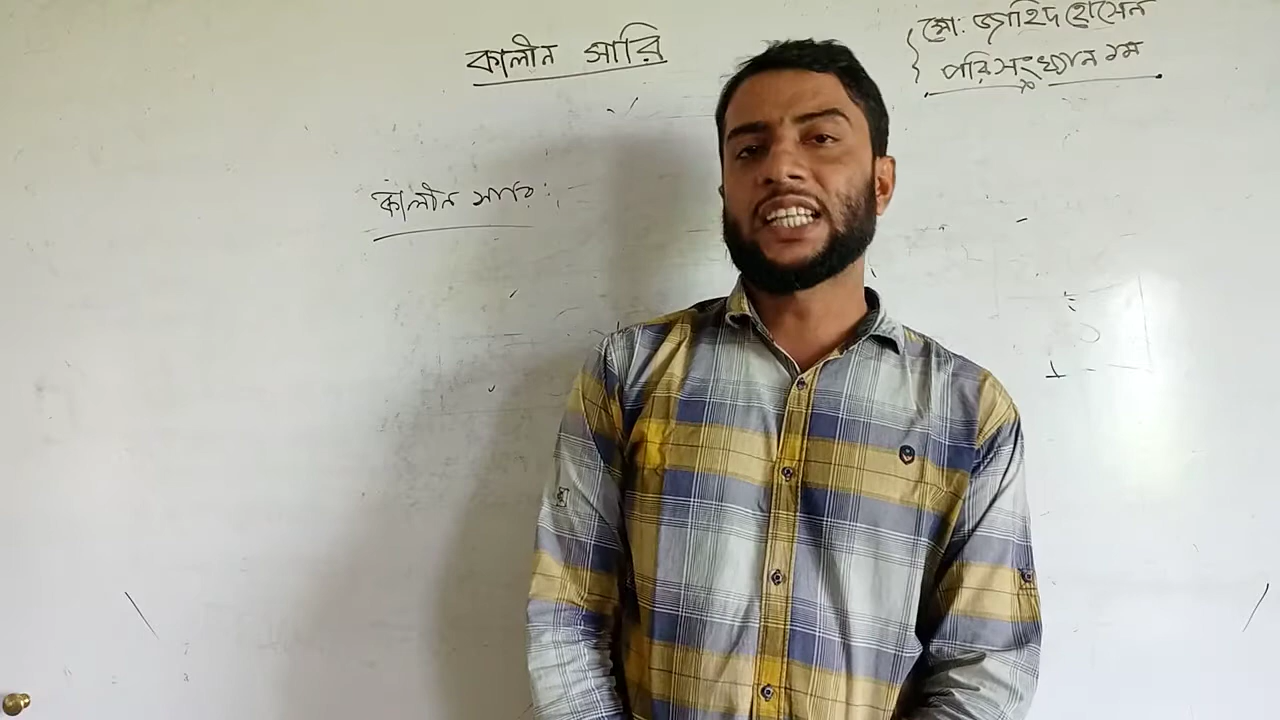 কালীন সারি
মো: জাহিদ হোসেন
পরিসংখ্যান ১ম
কালীন সারি: